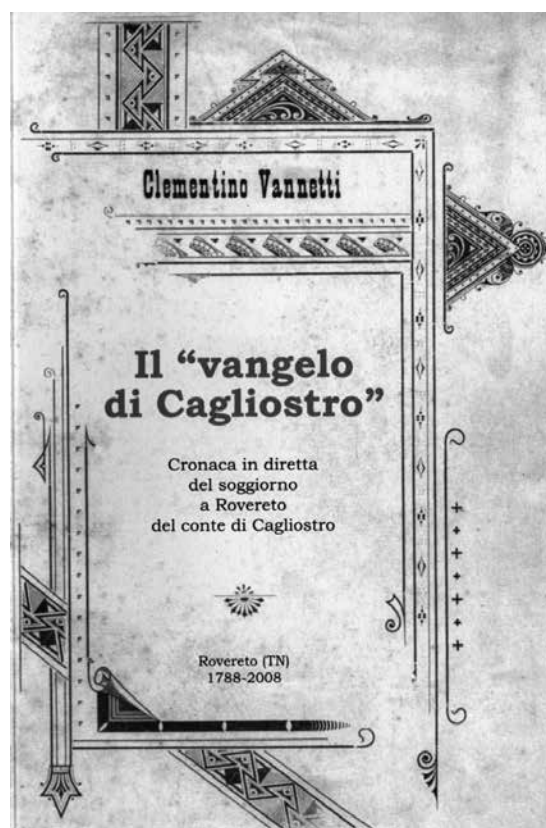 Clementino Vannetti
Il “vangelo
di Cagliostro”
Cronaca in diretta
del soggiorno
a Rovereto
del conte di Cagliostro
Rovereto (TN)
1788-2008